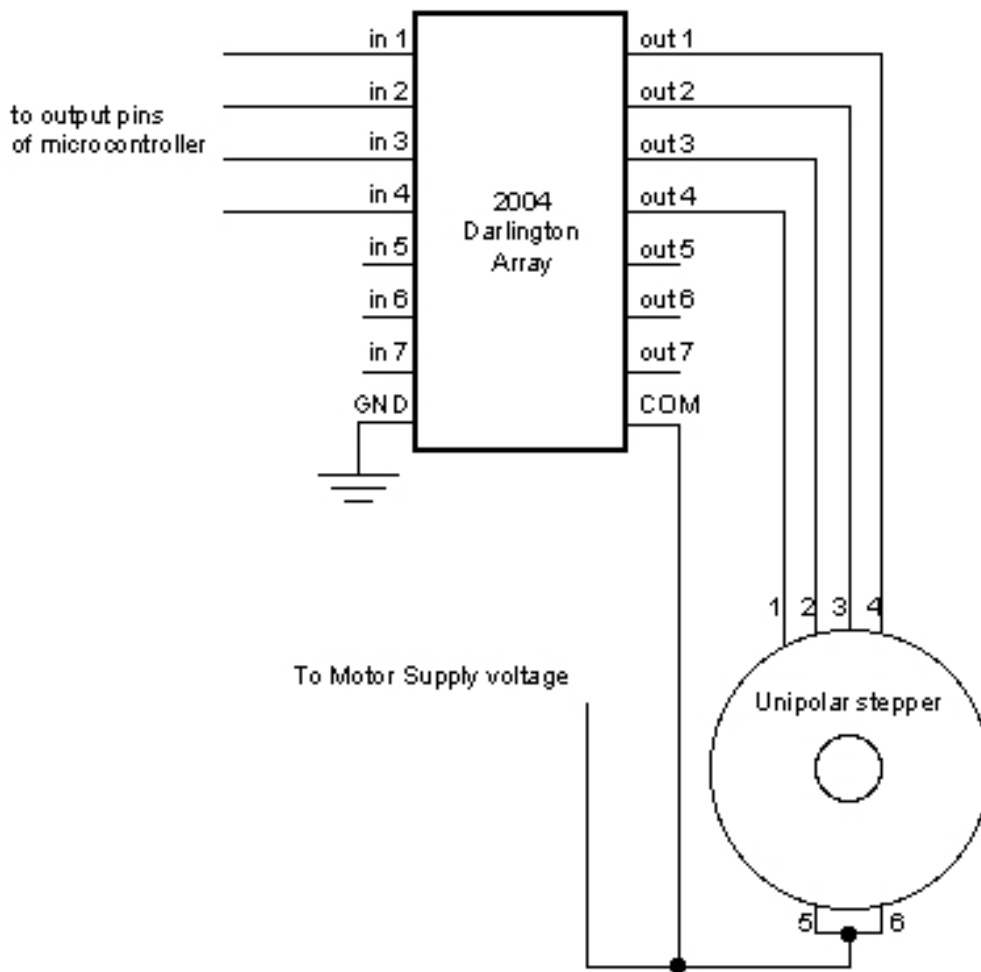 in 1
in 2
in 3
in 4
in 5
in 6
in 7
GND
to output pins
of microcontroller
2004
Darlington
Array
out 1
out 2
out 3
out 4
out 5
out 6
out 7
COM
1 2 3 4
To Motor Supply voltage
Unipolar stepper
5 6